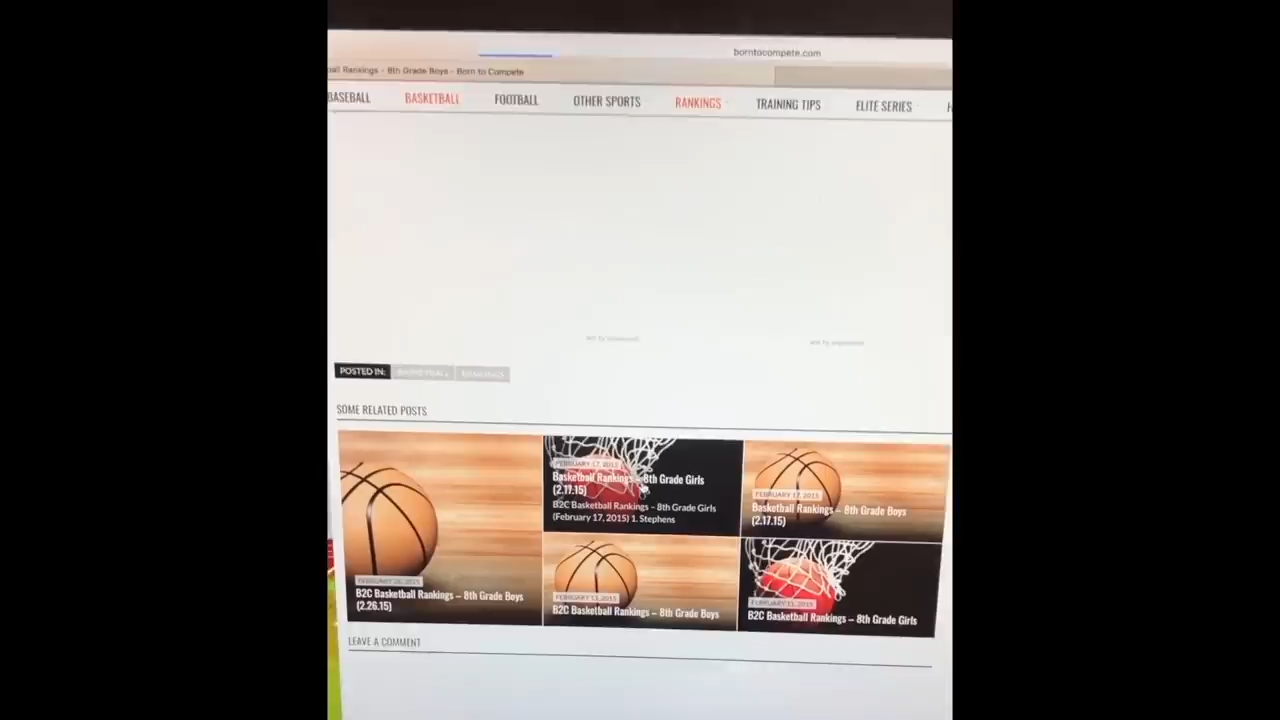 borntocompete.com
ball Rankings - 8th Grade Boys - Born to Compete
BASEBALL BASKETBALL FOOTBALL OTHER SPORTS RANKINGS TRAINING TIPS ELITE SERIES
POSTED IN: BASKETBALL RANKINGS
SOME RELATED POSTS
FEBRUARY 26, 2015
B2C Basketball Rankings – 8th Grade Boys
(2.26.15)
FEBRUARY 17, 2015
Basketball Rankings – 8th Grade Girls
(2.17.15)
B2C Basketball Rankings – 8th Grade Girls
(February 17, 2015) 1. Stephens
FEBRUARY 17, 2015
Basketball Rankings – 8th Grade Boys
(2.17.15)
FEBRUARY 11, 2015
B2C Basketball Rankings – 8th Grade Boys
FEBRUARY 11, 2015
B2C Basketball Rankings – 8th Grade Girls
LEAVE A COMMENT